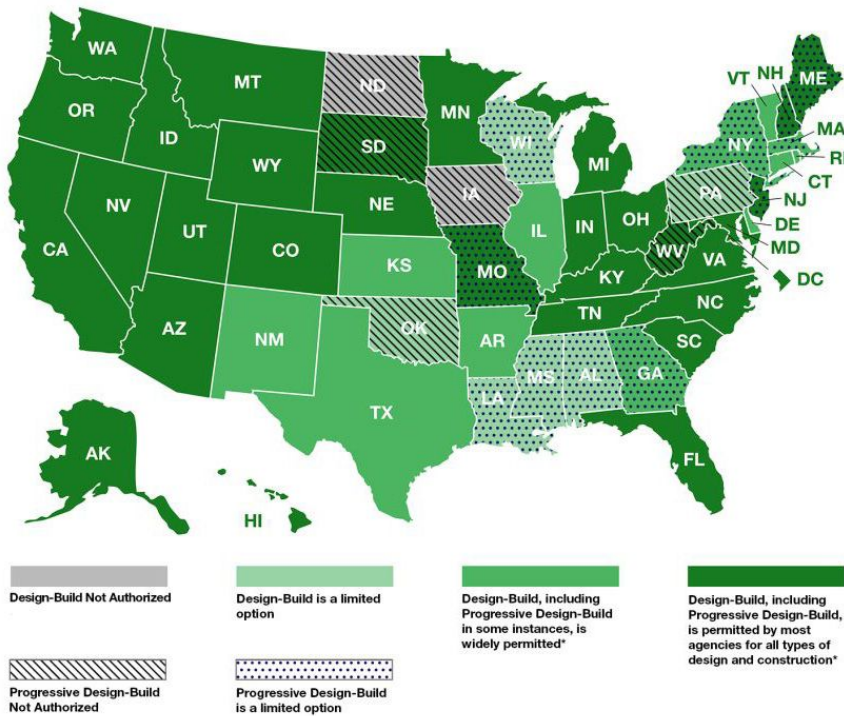 WA
MT
ND
MN
ME
VT
NH
OR
ID
SD
WI
NY
MA
RI
WY
MI
CT
IA
PA
NJ
NV
NE
IL
IN
OH
DE
UT
CO
WV
MD
CA
KS
MO
KY
VA
DC
TN
NC
AZ
NM
OK
AR
SC
MS
AL
GA
LA
TX
AK
FL
HI
Design-Build Not Authorized
Design-Build is a limited
option
Design-Build, including
Progressive Design-Build
in some instances, is
widely permitted*
Design-Build, including
Progressive Design-Build,
is permitted by most
agencies for all types of
design and construction*
Progressive Design-Build
Not Authorized
Progressive Design-Build
is a limited option